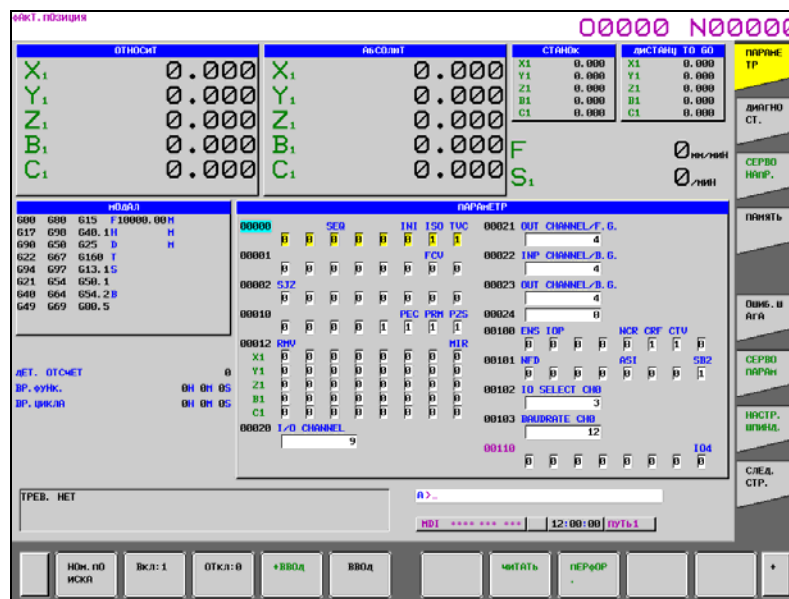 фАКТ.ПОЗИЦИЯ
O0000 N0000
ОТНОСИТ
X1 0.000
Y1 0.000
Z1 0.000
B1 0.000
C1 0.000
АБСОЛЮТ
X1 0.000
Y1 0.000
Z1 0.000
B1 0.000
C1 0.000
СТАНОК
X1 0.000
Y1 0.000
Z1 0.000
B1 0.000
C1 0.000
ДИСТАНЦ TO GO
X1 0.000
Y1 0.000
Z1 0.000
B1 0.000
C1 0.000
F 0мм/мин
S1 0/мин
МОДАЛ
G00 G80 G15 F10000.00 M
G17 G98 G40.1 H M
G90 G50 G25 D M
G22 G67 G160 T
G94 G97 G13.1 S
G21 G54 G50.1
G40 G64 G54.2 B
G49 G69 G80.5
ДЕТ. ОТСЧЕТ 0
ВР.ФУНК. 0H 0M 0S
ВР.ЦИКЛА 0H 0M 0S
ПАРАМЕТР
00000 SEQ INI ISO TVC
0 0 0 0 0 0 1 1
00001 FCV
0 0 0 0 0 0 0 0
00002 SJZ
0 0 0 0 0 0 0 0
00010 PEC PRM PZS
0 0 0 0 1 1 1 1
00012 RMV MIR
X1 0 0 0 0 0 0 0 0
Y1 0 0 0 0 0 0 0 0
Z1 0 0 0 0 0 0 0 0
B1 0 0 0 0 0 0 0 0
C1 0 0 0 0 0 0 0 0
00020 I/O CHANNEL
9
00021 OUT CHANNEL/F.G.
4
00022 INP CHANNEL/B.G.
4
00023 OUT CHANNEL/B.G.
4
00024 0
00100 ENS IOP NCR CRF CTV
0 0 0 0 0 1 1 0
00101 NFD ASI SB2
0 0 0 0 0 0 0 1
00102 IO SELECT CH0
3
00103 BAUDRATE CH0
12
00110 IO4
0 0 0 0 0 0 0 0
ПАРАМЕ
ТР
ДИАГНО
СТ.
СЕРВО
НАПР.
ПАМЯТЬ
ОШИБ.Ш
АГА
СЕРВО
ПАРАМ
НАСТР.
ШПИНД.
СЛЕД.
СТР.
ТРЕВ. НЕТ
A>_
MDI **** *** *** 12:00:00 ПУТЬ1
НОМ.ПО
ИСКА
ВКЛ:1
ОТКЛ:0
+ВВОД
ВВОД
ЧИТАТЬ
ПЕРФОР
.
+